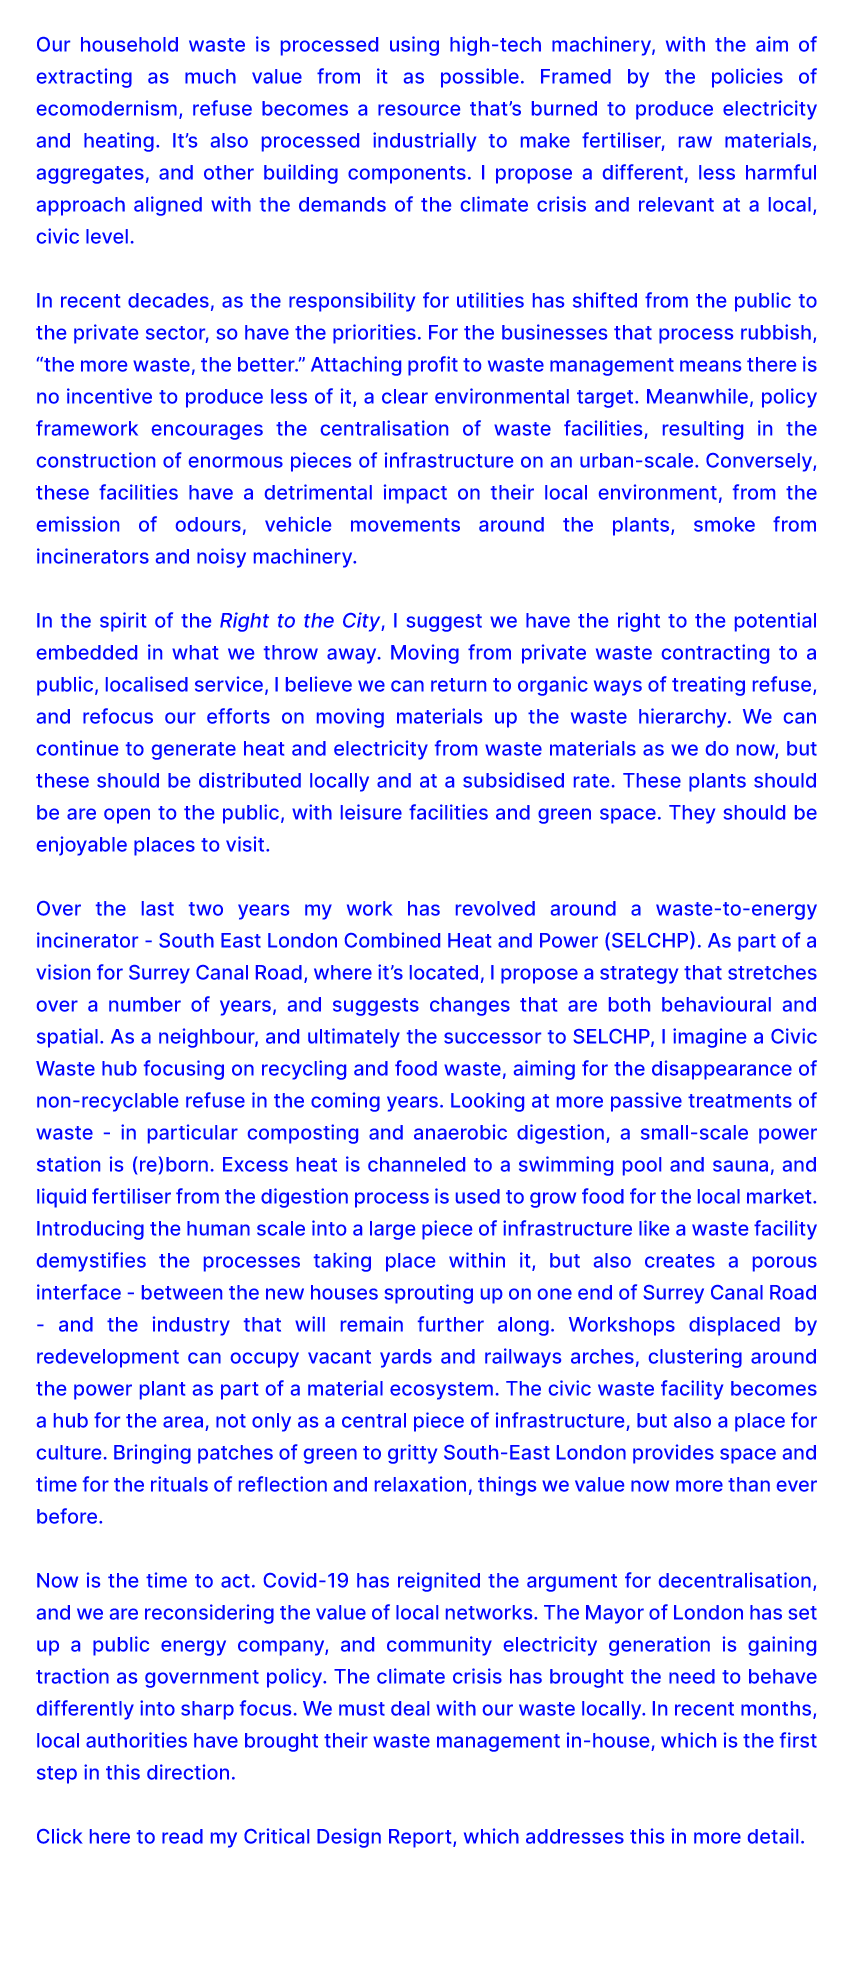 Our household waste is processed using high-tech machinery, with the aim of
extracting as much value from it as possible. Framed by the policies of
ecomodernism, refuse becomes a resource that’s burned to produce electricity
and heating. It’s also processed industrially to make fertiliser, raw materials,
aggregates, and other building components. I propose a different, less harmful
approach aligned with the demands of the climate crisis and relevant at a local,
civic level.

In recent decades, as the responsibility for utilities has shifted from the public to
the private sector, so have the priorities. For the businesses that process rubbish,
“the more waste, the better.” Attaching profit to waste management means there is
no incentive to produce less of it, a clear environmental target. Meanwhile, policy
framework encourages the centralisation of waste facilities, resulting in the
construction of enormous pieces of infrastructure on an urban-scale. Conversely,
these facilities have a detrimental impact on their local environment, from the
emission of odours, vehicle movements around the plants, smoke from
incinerators and noisy machinery.

In the spirit of the Right to the City, I suggest we have the right to the potential
embedded in what we throw away. Moving from private waste contracting to a
public, localised service, I believe we can return to organic ways of treating refuse,
and refocus our efforts on moving materials up the waste hierarchy. We can
continue to generate heat and electricity from waste materials as we do now, but
these should be distributed locally and at a subsidised rate. These plants should
be are open to the public, with leisure facilities and green space. They should be
enjoyable places to visit.

Over the last two years my work has revolved around a waste-to-energy
incinerator - South East London Combined Heat and Power (SELCHP). As part of a
vision for Surrey Canal Road, where it’s located, I propose a strategy that stretches
over a number of years, and suggests changes that are both behavioural and
spatial. As a neighbour, and ultimately the successor to SELCHP, I imagine a Civic
Waste hub focusing on recycling and food waste, aiming for the disappearance of
non-recyclable refuse in the coming years. Looking at more passive treatments of
waste - in particular composting and anaerobic digestion, a small-scale power
station is (re)born. Excess heat is channeled to a swimming pool and sauna, and
liquid fertiliser from the digestion process is used to grow food for the local market.
Introducing the human scale into a large piece of infrastructure like a waste facility
demystifies the processes taking place within it, but also creates a porous
interface - between the new houses sprouting up on one end of Surrey Canal Road
- and the industry that will remain further along. Workshops displaced by
redevelopment can occupy vacant yards and railways arches, clustering around
the power plant as part of a material ecosystem. The civic waste facility becomes
a hub for the area, not only as a central piece of infrastructure, but also a place for
culture. Bringing patches of green to gritty South-East London provides space and
time for the rituals of reflection and relaxation, things we value now more than ever
before.

Now is the time to act. Covid-19 has reignited the argument for decentralisation,
and we are reconsidering the value of local networks. The Mayor of London has set
up a public energy company, and community electricity generation is gaining
traction as government policy. The climate crisis has brought the need to behave
differently into sharp focus. We must deal with our waste locally. In recent months,
local authorities have brought their waste management in-house, which is the first
step in this direction.

Click here to read my Critical Design Report, which addresses this in more detail.